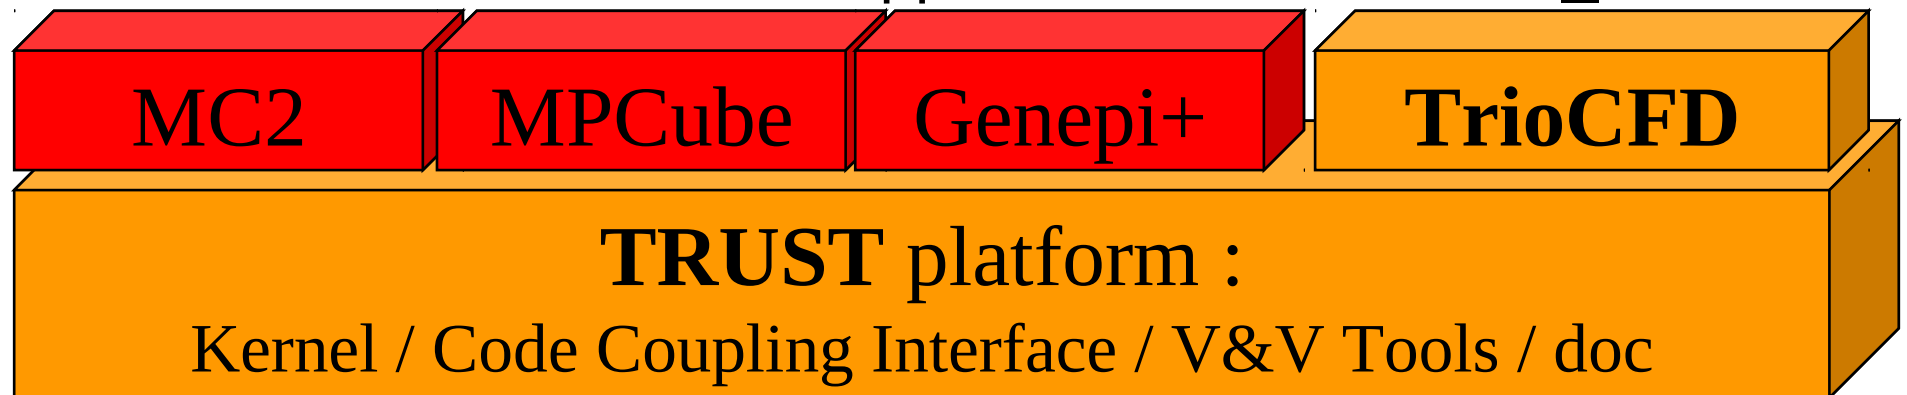 MC2 MPCube Genepi+ TrioCFD
TRUST platform :
Kernel / Code Coupling Interface / V&V Tools / doc